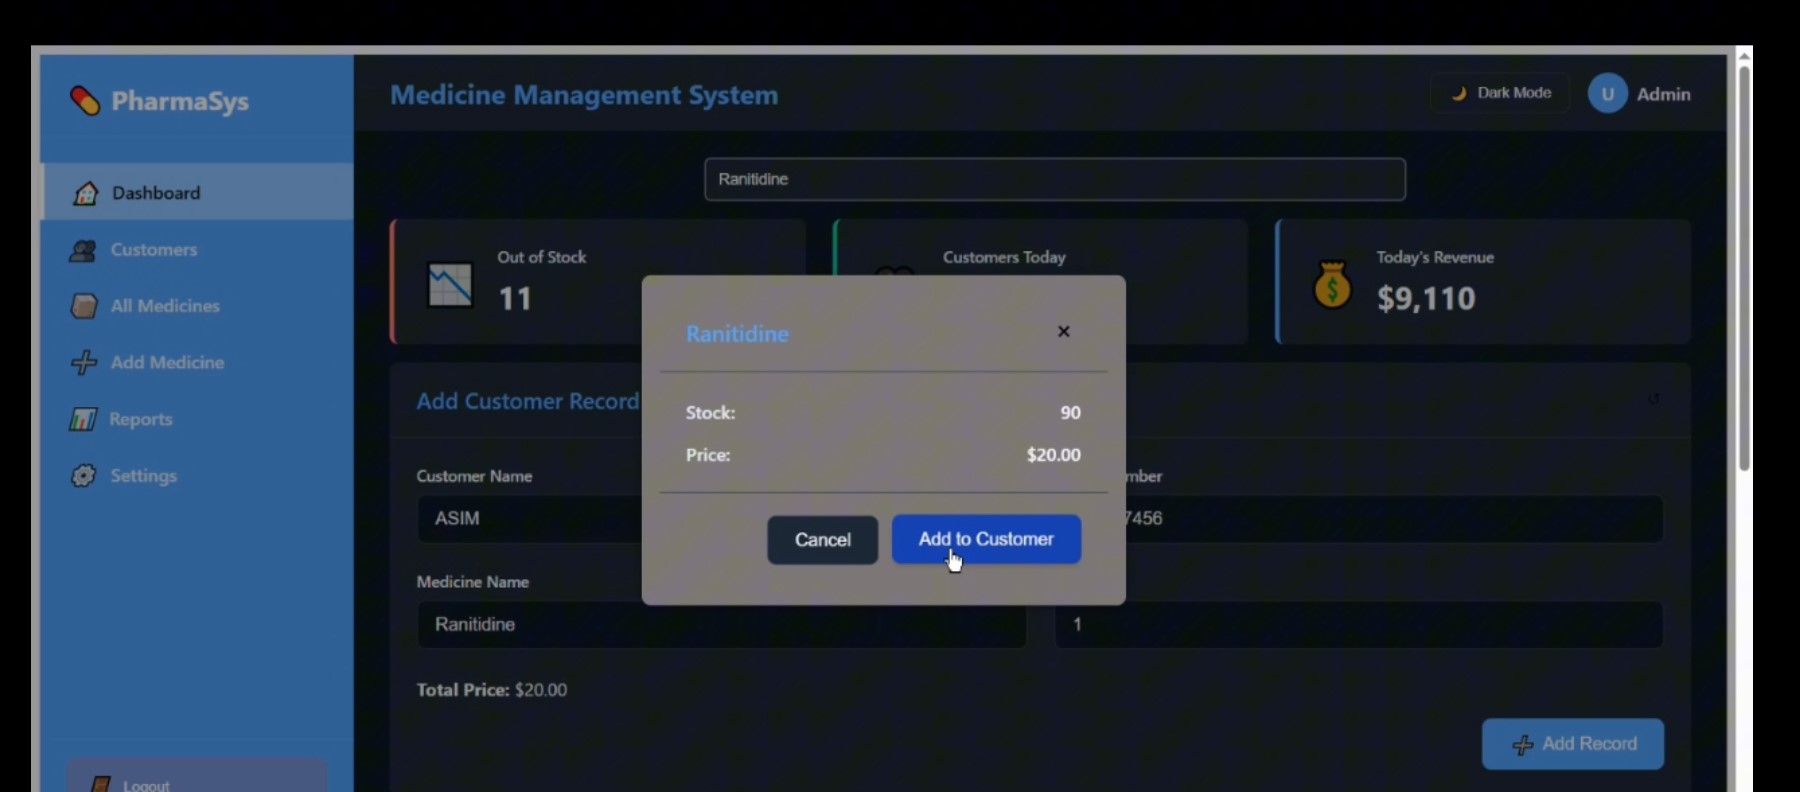 PharmaSys
Medicine Management System
Dark Mode
U
Admin
Dashboard
Customers
All Medicines
Add Medicine
Reports
Settings
Logout
Ranitidine
Out of Stock
11
Customers Today
Today's Revenue
$9,110
Add Customer Record
Customer Name
ASIM
mber
7456
Medicine Name
Ranitidine
1
Total Price: $20.00
Add Record
Ranitidine
×
Stock: 90
Price: $20.00
Cancel
Add to Customer